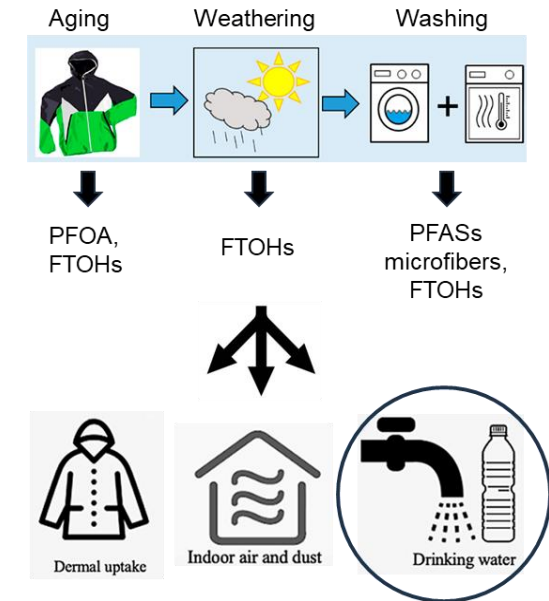 Aging
Weathering
Washing
+
PFOA,
FTOHs
FTOHs
PFASs
microfibers,
FTOHs
Dermal uptake
Indoor air and dust
Drinking water